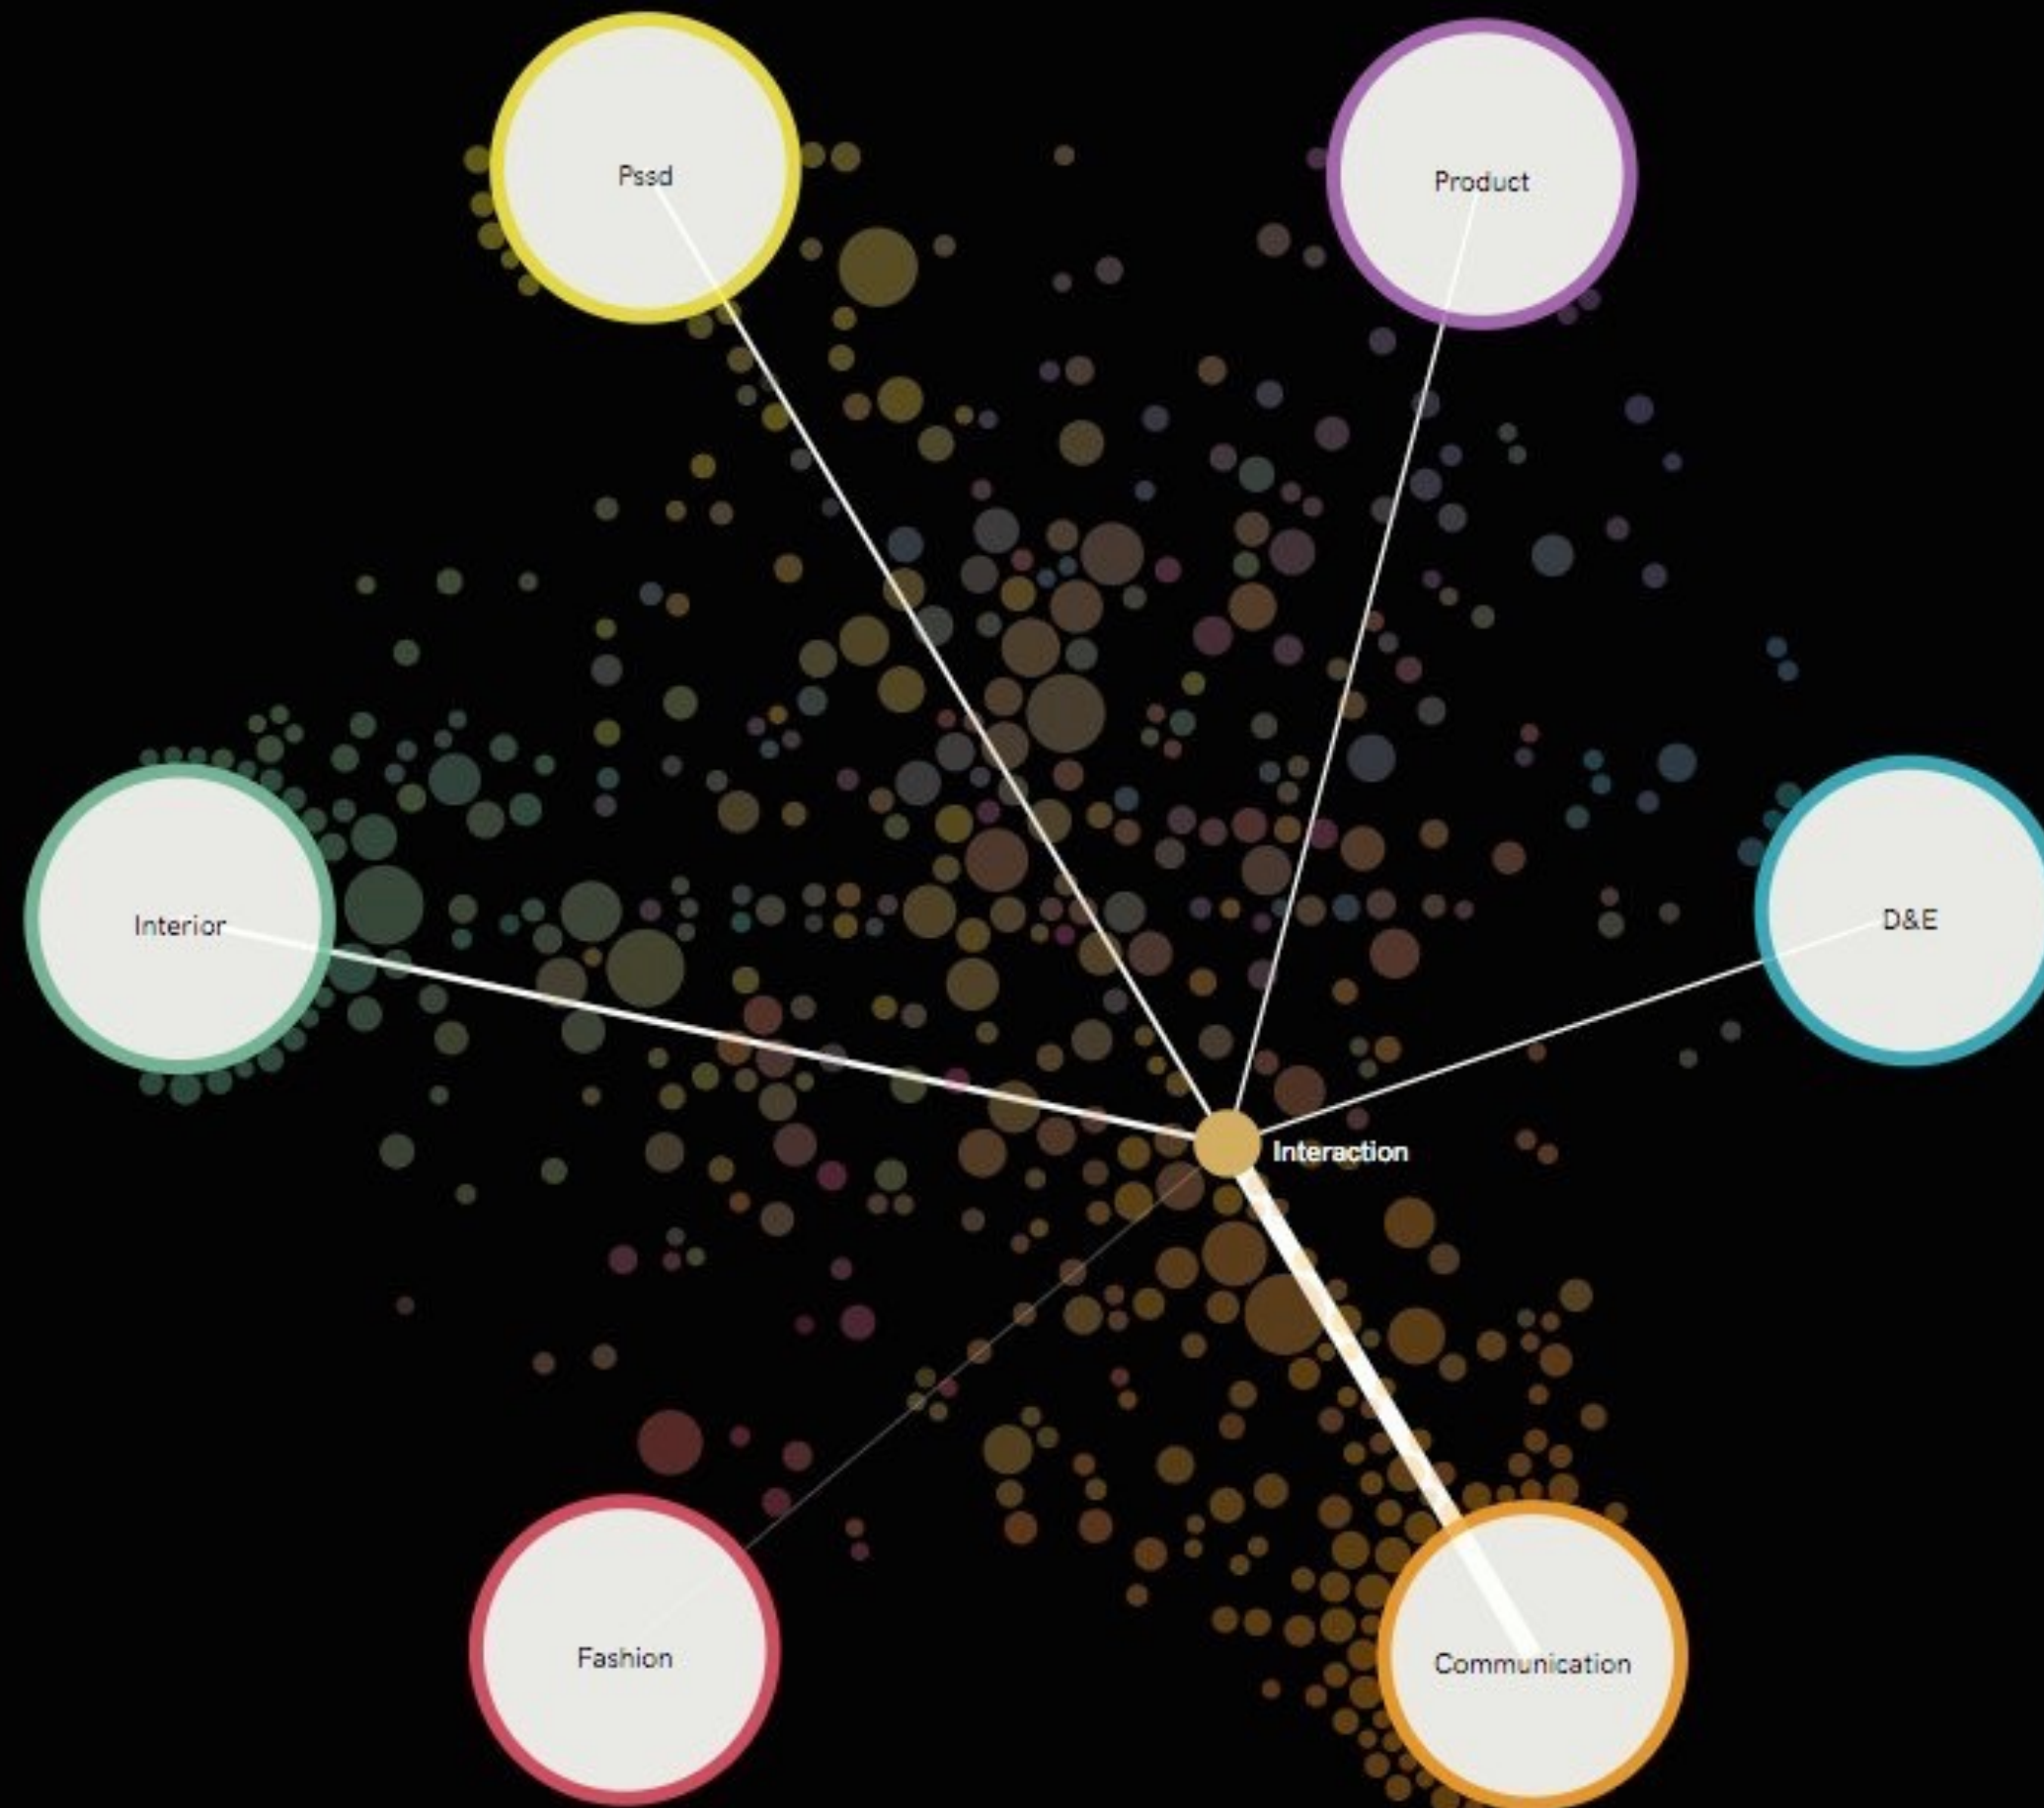 Pssd
Product
Interior
D&E
Interaction
Fashion
Communication